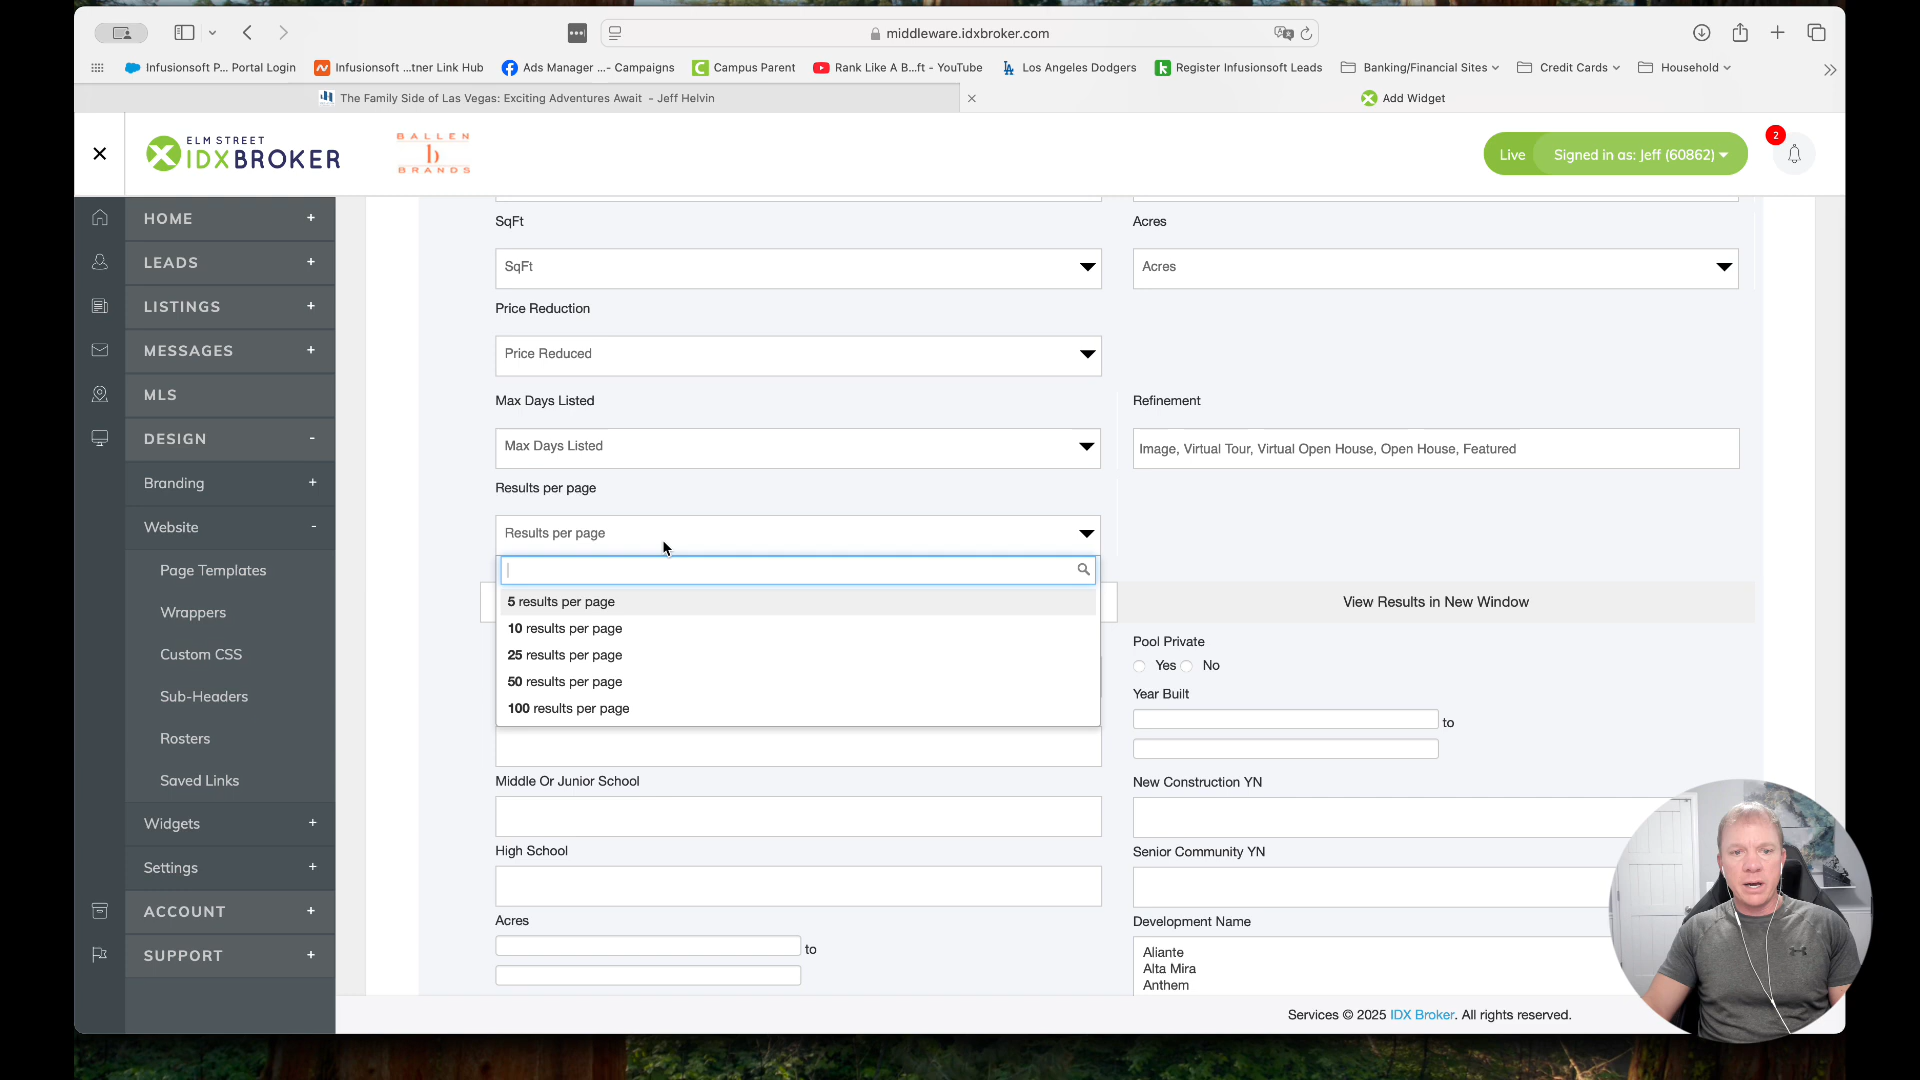 middleware.idxbroker.com
Infusionsoft P... Portal Login
Infusionsoft ...tner Link Hub
Ads Manager ...- Campaigns
Campus Parent
Rank Like A B...ft - YouTube
Los Angeles Dodgers
Register Infusionsoft Leads
Banking/Financial Sites
Credit Cards
Household
The Family Side of Las Vegas: Exciting Adventures Await - Jeff Helvin
Add Widget
ELM STREET
IDXBROKER
BALLEN
b
BRANDS
Live
Signed in as: Jeff (60862)
2
HOME +
LEADS +
LISTINGS +
MESSAGES +
MLS
DESIGN -
Branding +
Website -
Page Templates
Wrappers
Custom CSS
Sub-Headers
Rosters
Saved Links
Widgets +
Settings +
ACCOUNT +
SUPPORT +
SqFt
Acres
SqFt
Acres
Price Reduction
Price Reduced
Max Days Listed
Refinement
Max Days Listed
Image, Virtual Tour, Virtual Open House, Open House, Featured
Results per page
Results per page
5 results per page
10 results per page
25 results per page
50 results per page
100 results per page
View Results in New Window
Pool Private
Yes No
Year Built
to
Middle Or Junior School
New Construction YN
High School
Senior Community YN
Acres
to
Development Name
Aliante
Alta Mira
Anthem
Services © 2025 IDX Broker. All rights reserved.